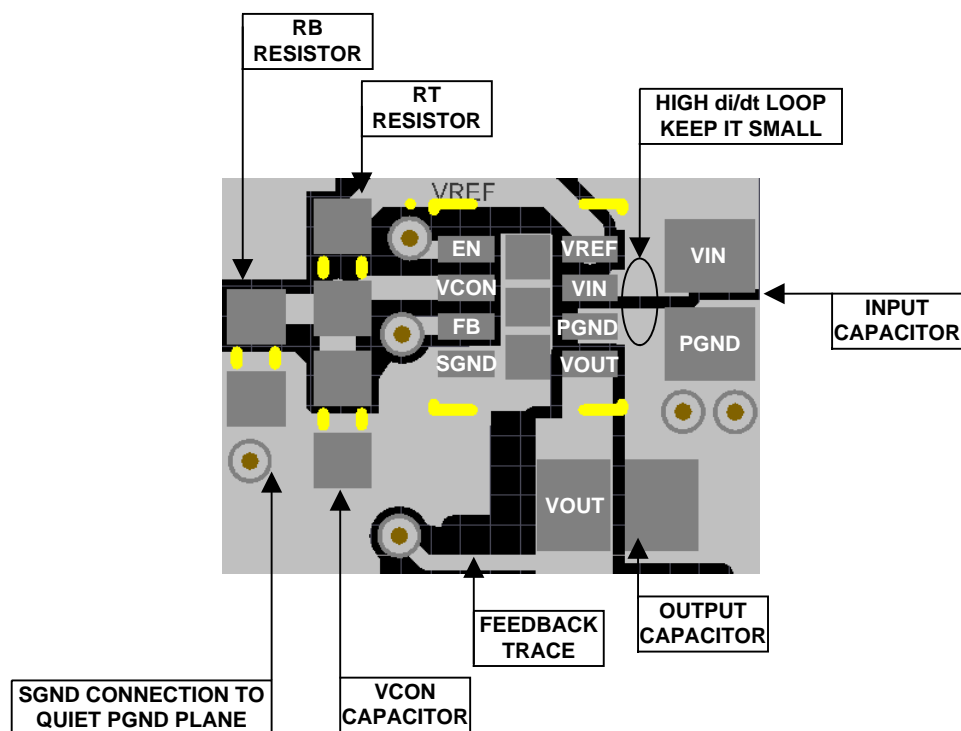 RB
RESISTOR
RT
RESISTOR
HIGH di/dt LOOP
KEEP IT SMALL
VREF
EN
VREF
VIN
VCON
VIN
INPUT
CAPACITOR
FB
PGND
PGND
SGND
VOUT
VOUT
FEEDBACK
TRACE
OUTPUT
CAPACITOR
SGND CONNECTION TO
QUIET PGND PLANE
VCON
CAPACITOR